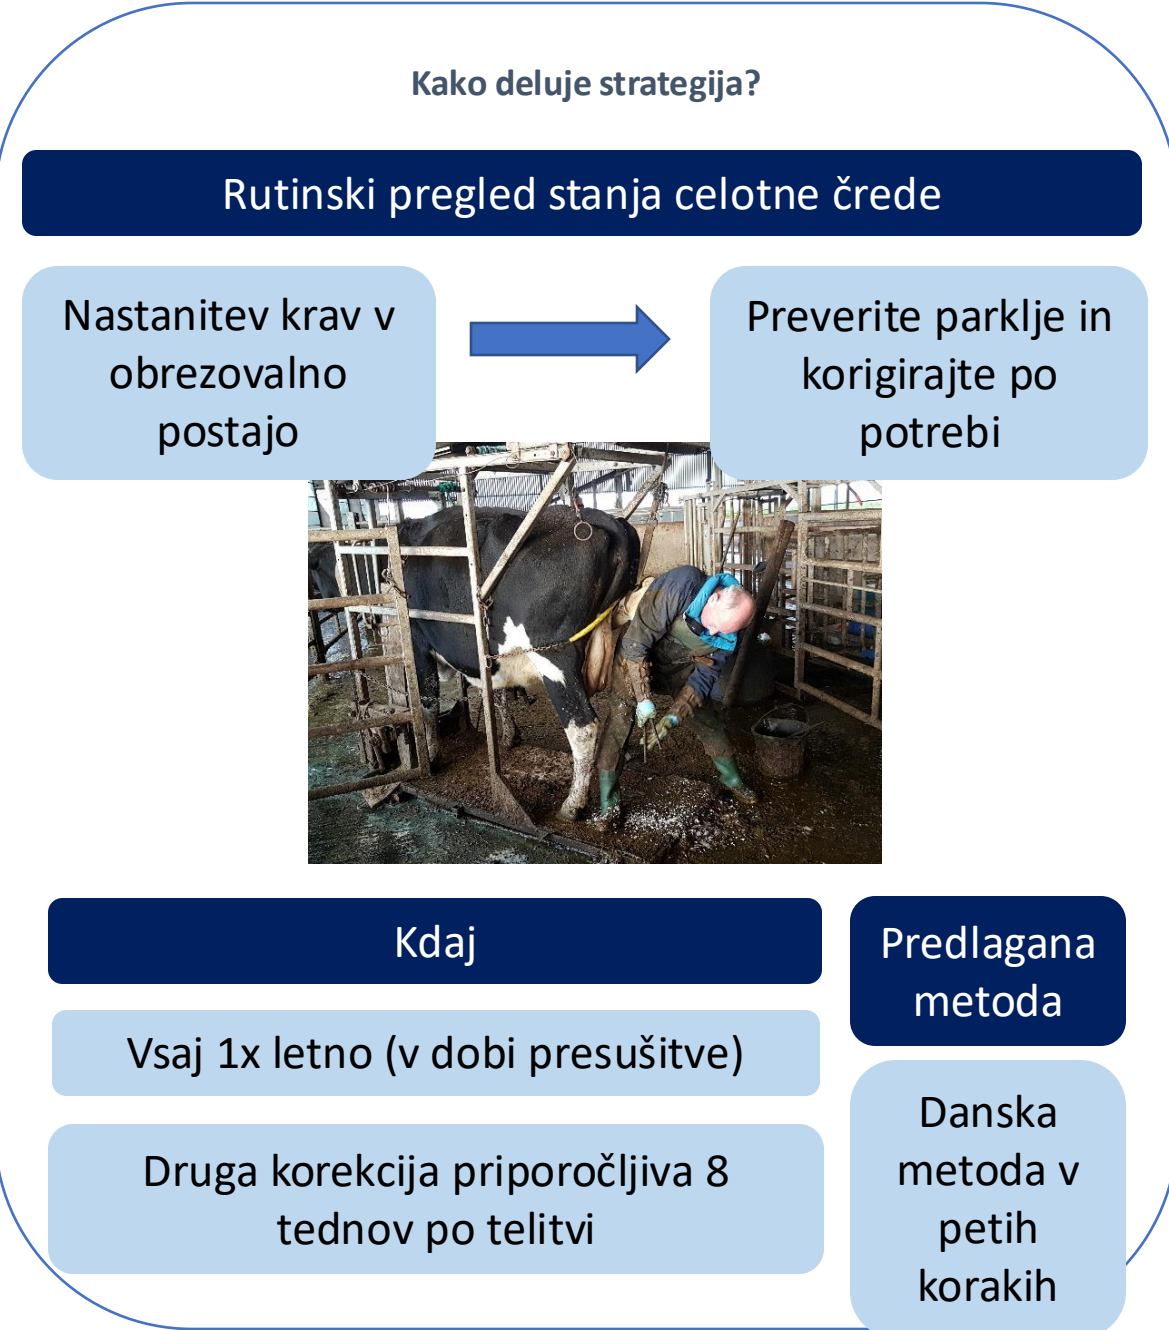 Kako deluje strategija?
Rutinski pregled stanja celotne črede
Nastanitev krav v
obrezovalno
postajo
Preverite parklje in
korigirajte po
potrebi
Kdaj
Vsaj 1x letno (v dobi presušitve)
Druga korekcija priporočljiva 8
tednov po telitvi
Predlagana
metoda
Danska
metoda v
petih
korakih